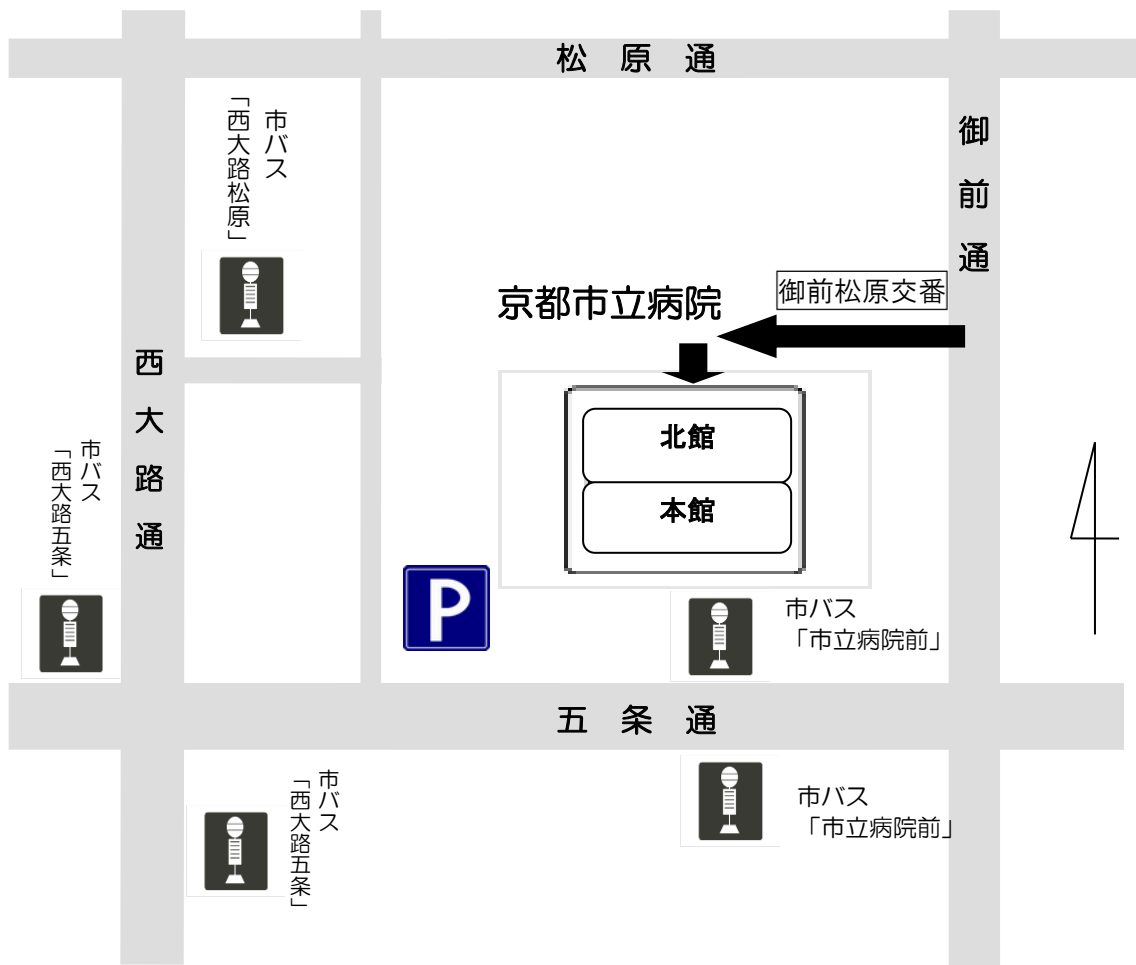 松原通
市バス
「西大路松原」
御前通
御前松原交番
京都市立病院
西大路通
北館
本館
市バス
「西大路五条」
P
市バス
「市立病院前」
五条通
市バス
「西大路五条」
市バス
「市立病院前」